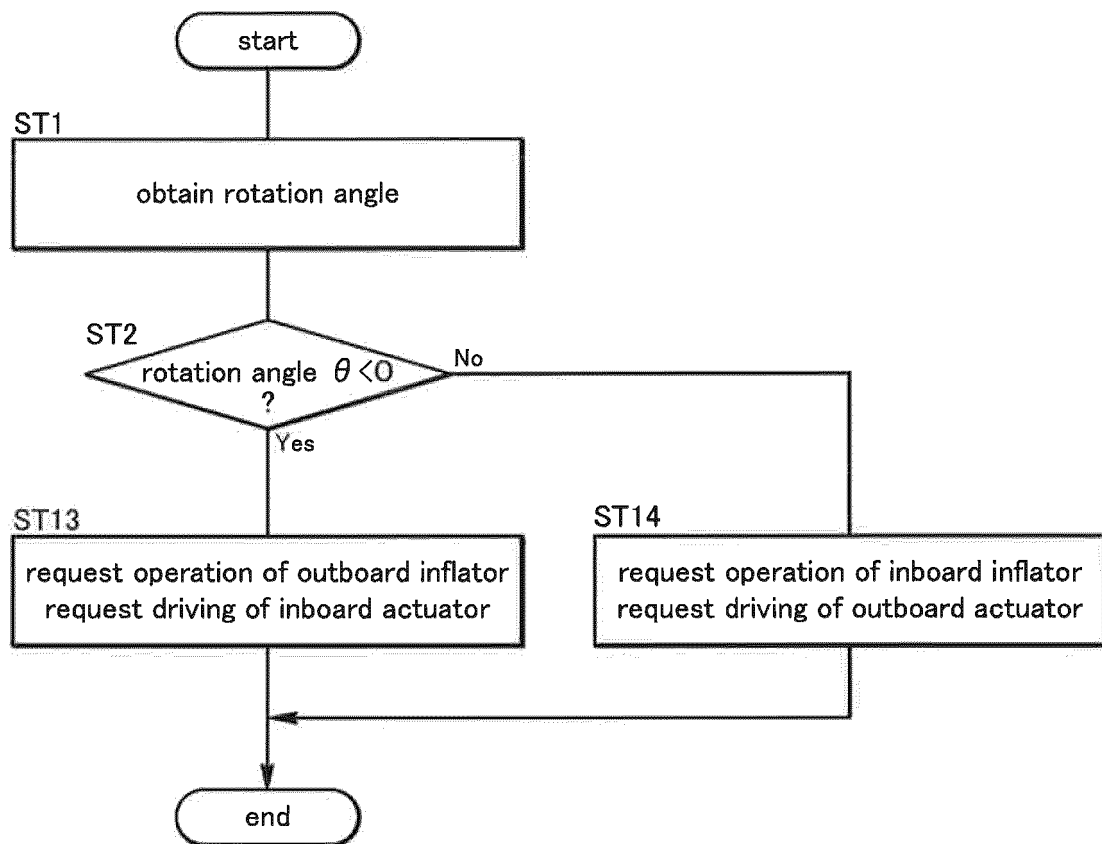 start
ST1
obtain rotation angle
ST2
rotation angle θ<0
?
No
Yes
ST13
request operation of outboard inflator
request driving of inboard actuator
ST14
request operation of inboard inflator
request driving of outboard actuator
end